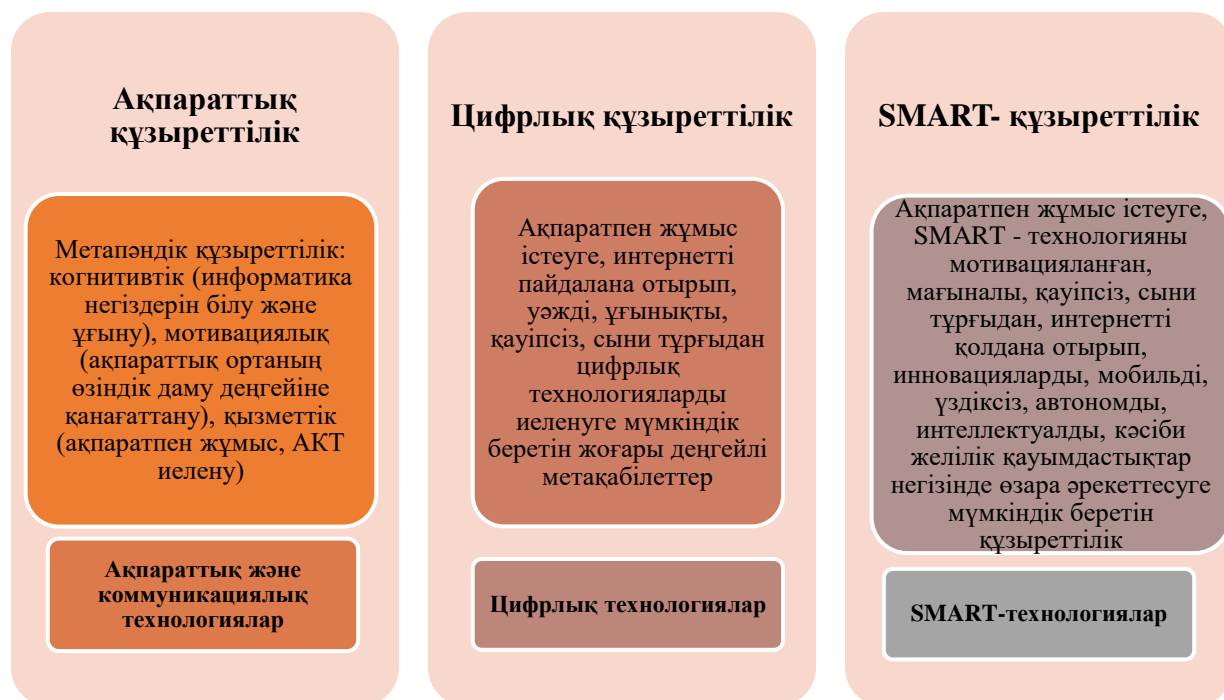 Ақпараттық
құзыреттілік
Метапәндік құзыреттілік:
когнитивтік (информатика
негіздерін білу және
ұғыну), мотивациялық
(ақпараттық ортаның
өзіндік даму деңгейіне
қанағаттану), қызметтік
(ақпаратпен жұмыс, АКТ
иелену)
Ақпараттық және
коммуникациялық
технологиялар
Цифрлық құзыреттілік
Ақпаратпен жұмыс
істеуге, интернетті
пайдалана отырып,
уәжді, ұғынықты,
қауіпсіз, сыни тұрғыдан
цифрлық
технологияларды
иеленуге мүмкіндік
беретін жоғары деңгейлі
метақабілеттер
Цифрлық технологиялар
SMART- құзыреттілік
Ақпаратпен жұмыс істеуге,
SMART - технологияны
мотивацияланған,
мағыналы, қауіпсіз, сыни
тұрғыдан, интернетті
қолдана отырып,
инновацияларды, мобильді,
үздіксіз, автономды,
интеллектуалды, кәсіби
желілік қауымдастықтар
негізінде өзара әрекеттесуге
мүмкіндік беретін
құзыреттілік
SMART-технологиялар